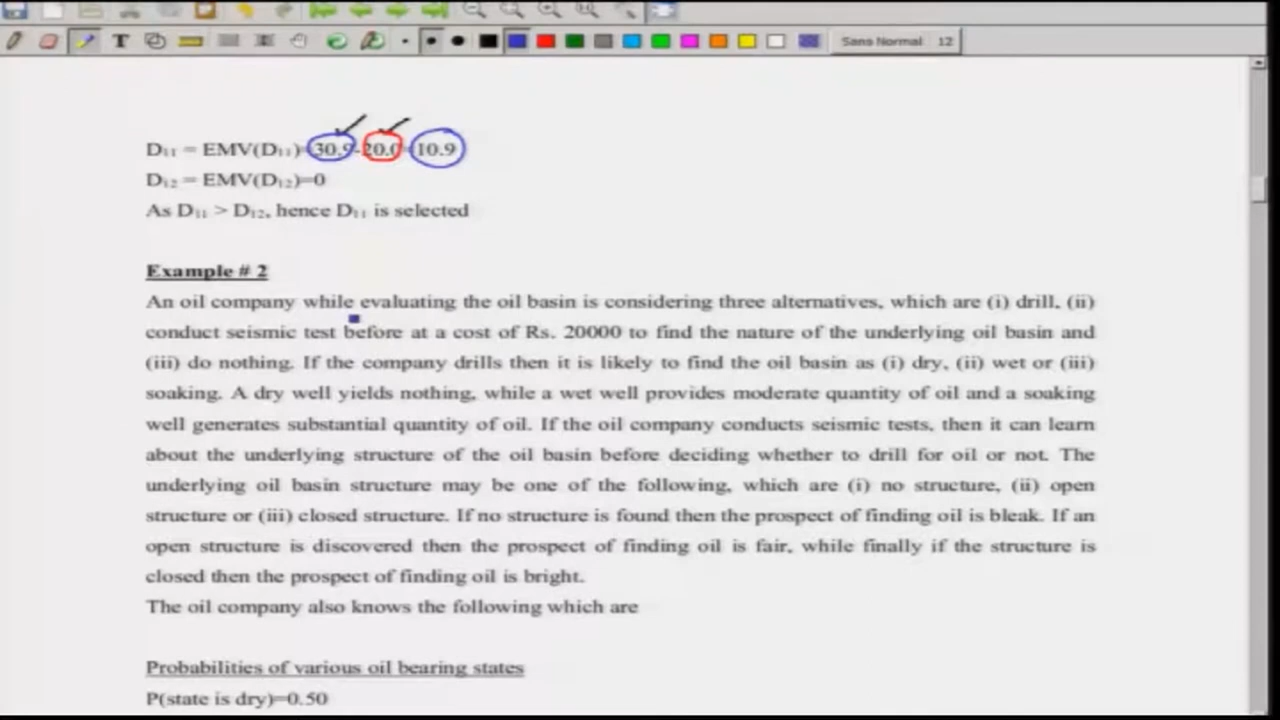 Sans Normal 12
D₁₁ = EMV(D₁₁)=30.9-20.0=10.9
D₁₂ = EMV(D₁₂)=0
As D₁₁ > D₁₂, hence D₁₁ is selected
Example # 2
An oil company while evaluating the oil basin is considering three alternatives, which are (i) drill, (ii)
conduct seismic test before at a cost of Rs. 20000 to find the nature of the underlying oil basin and
(iii) do nothing. If the company drills then it is likely to find the oil basin as (i) dry, (ii) wet or (iii)
soaking. A dry well yields nothing, while a wet well provides moderate quantity of oil and a soaking
well generates substantial quantity of oil. If the oil company conducts seismic tests, then it can learn
about the underlying structure of the oil basin before deciding whether to drill for oil or not. The
underlying oil basin structure may be one of the following, which are (i) no structure, (ii) open
structure or (iii) closed structure. If no structure is found then the prospect of finding oil is bleak. If an
open structure is discovered then the prospect of finding oil is fair, while finally if the structure is
closed then the prospect of finding oil is bright.
The oil company also knows the following which are
Probabilities of various oil bearing states
P(state is dry)=0.50